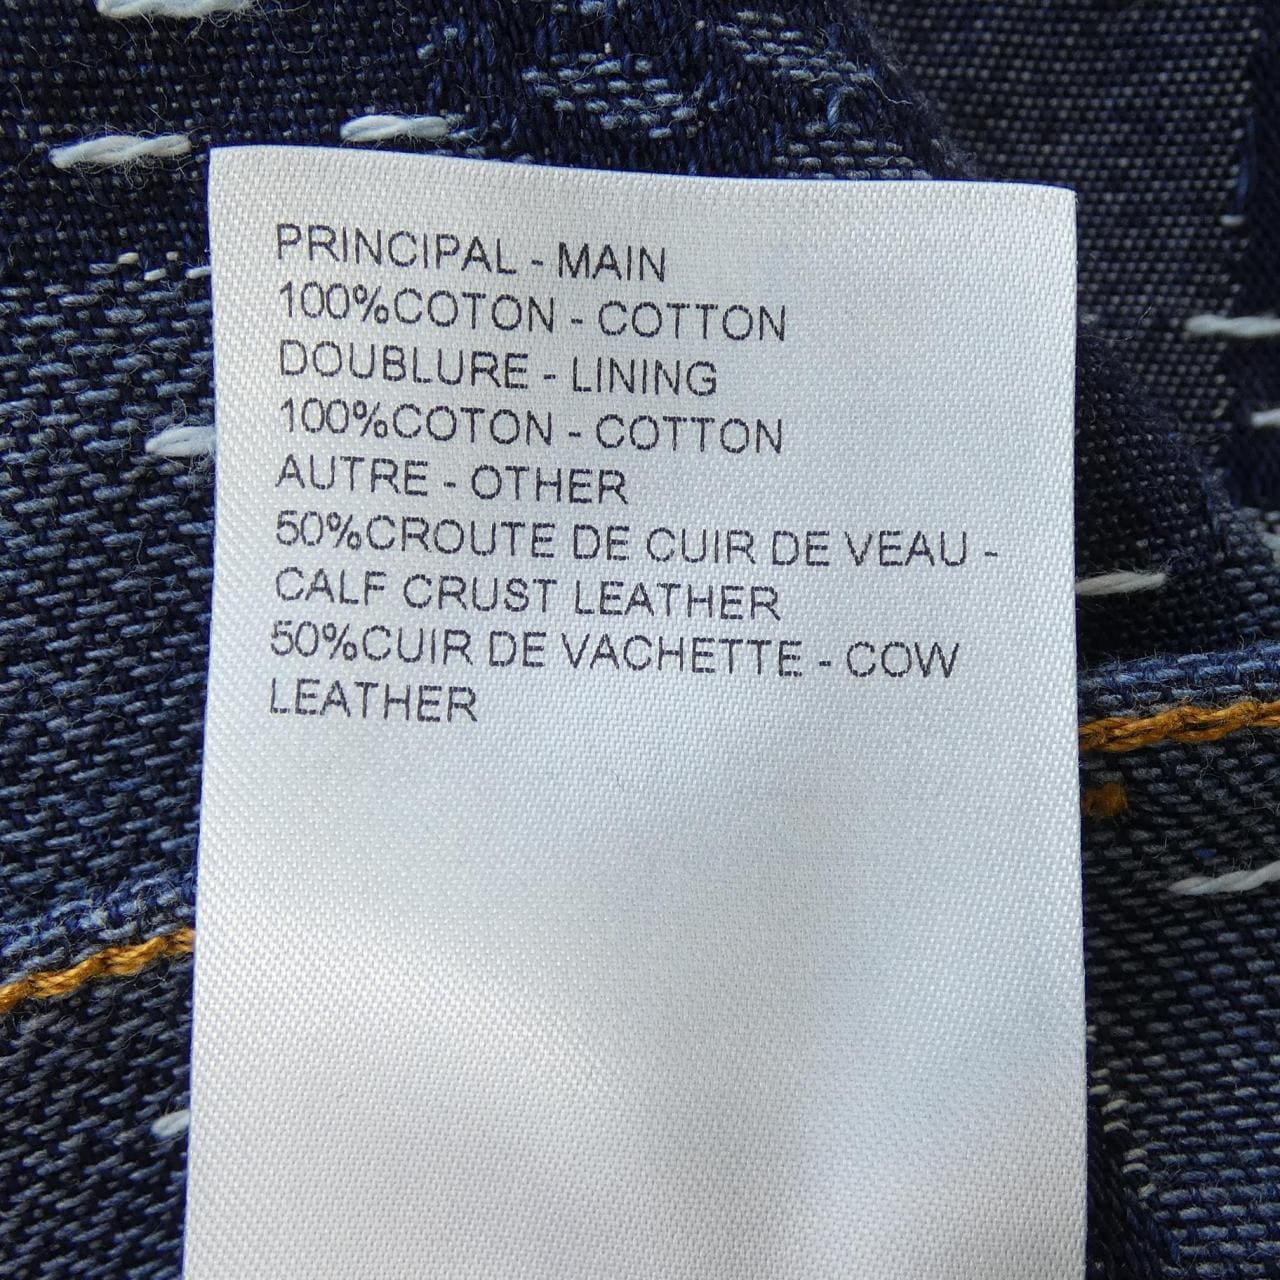 PRINCIPAL - MAIN
100%COTON - COTTON
DOUBLURE - LINING
100%COTON - COTTON
AUTRE - OTHER
50%CROUTE DE CUIR DE VEAU -
CALF CRUST LEATHER
50%CUIR DE VACHETTE - COW
LEATHER